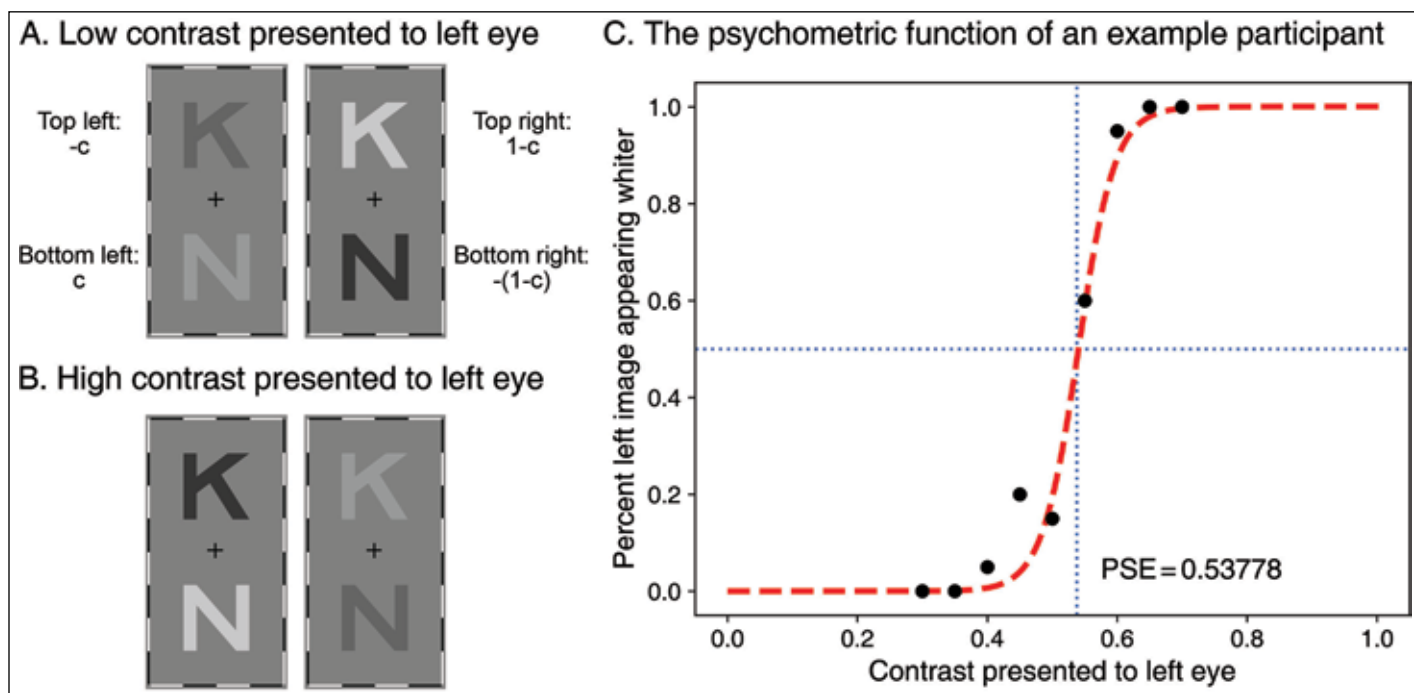 A. Low contrast presented to left eye
Top left:
-c
K
+
N
K
+
N
Top right:
1-c
Bottom left:
c
Bottom right:
-(1-c)
B. High contrast presented to left eye
K
+
N
K
+
N
C. The psychometric function of an example participant
Percent left image appearing whiter
1.0
0.8
0.6
0.4
0.2
0.0
PSE=0.53778
0.0 0.2 0.4 0.6 0.8 1.0
Contrast presented to left eye